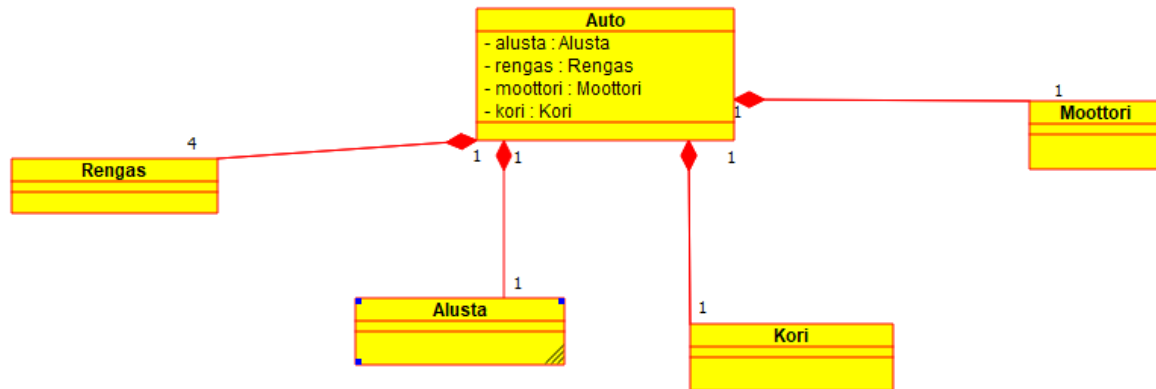 Auto
- alusta : Alusta
- rengas : Rengas
- moottori : Moottori
- kori : Kori
1
1
Moottori
4
1
1
1
Rengas
1
Alusta
1
Kori